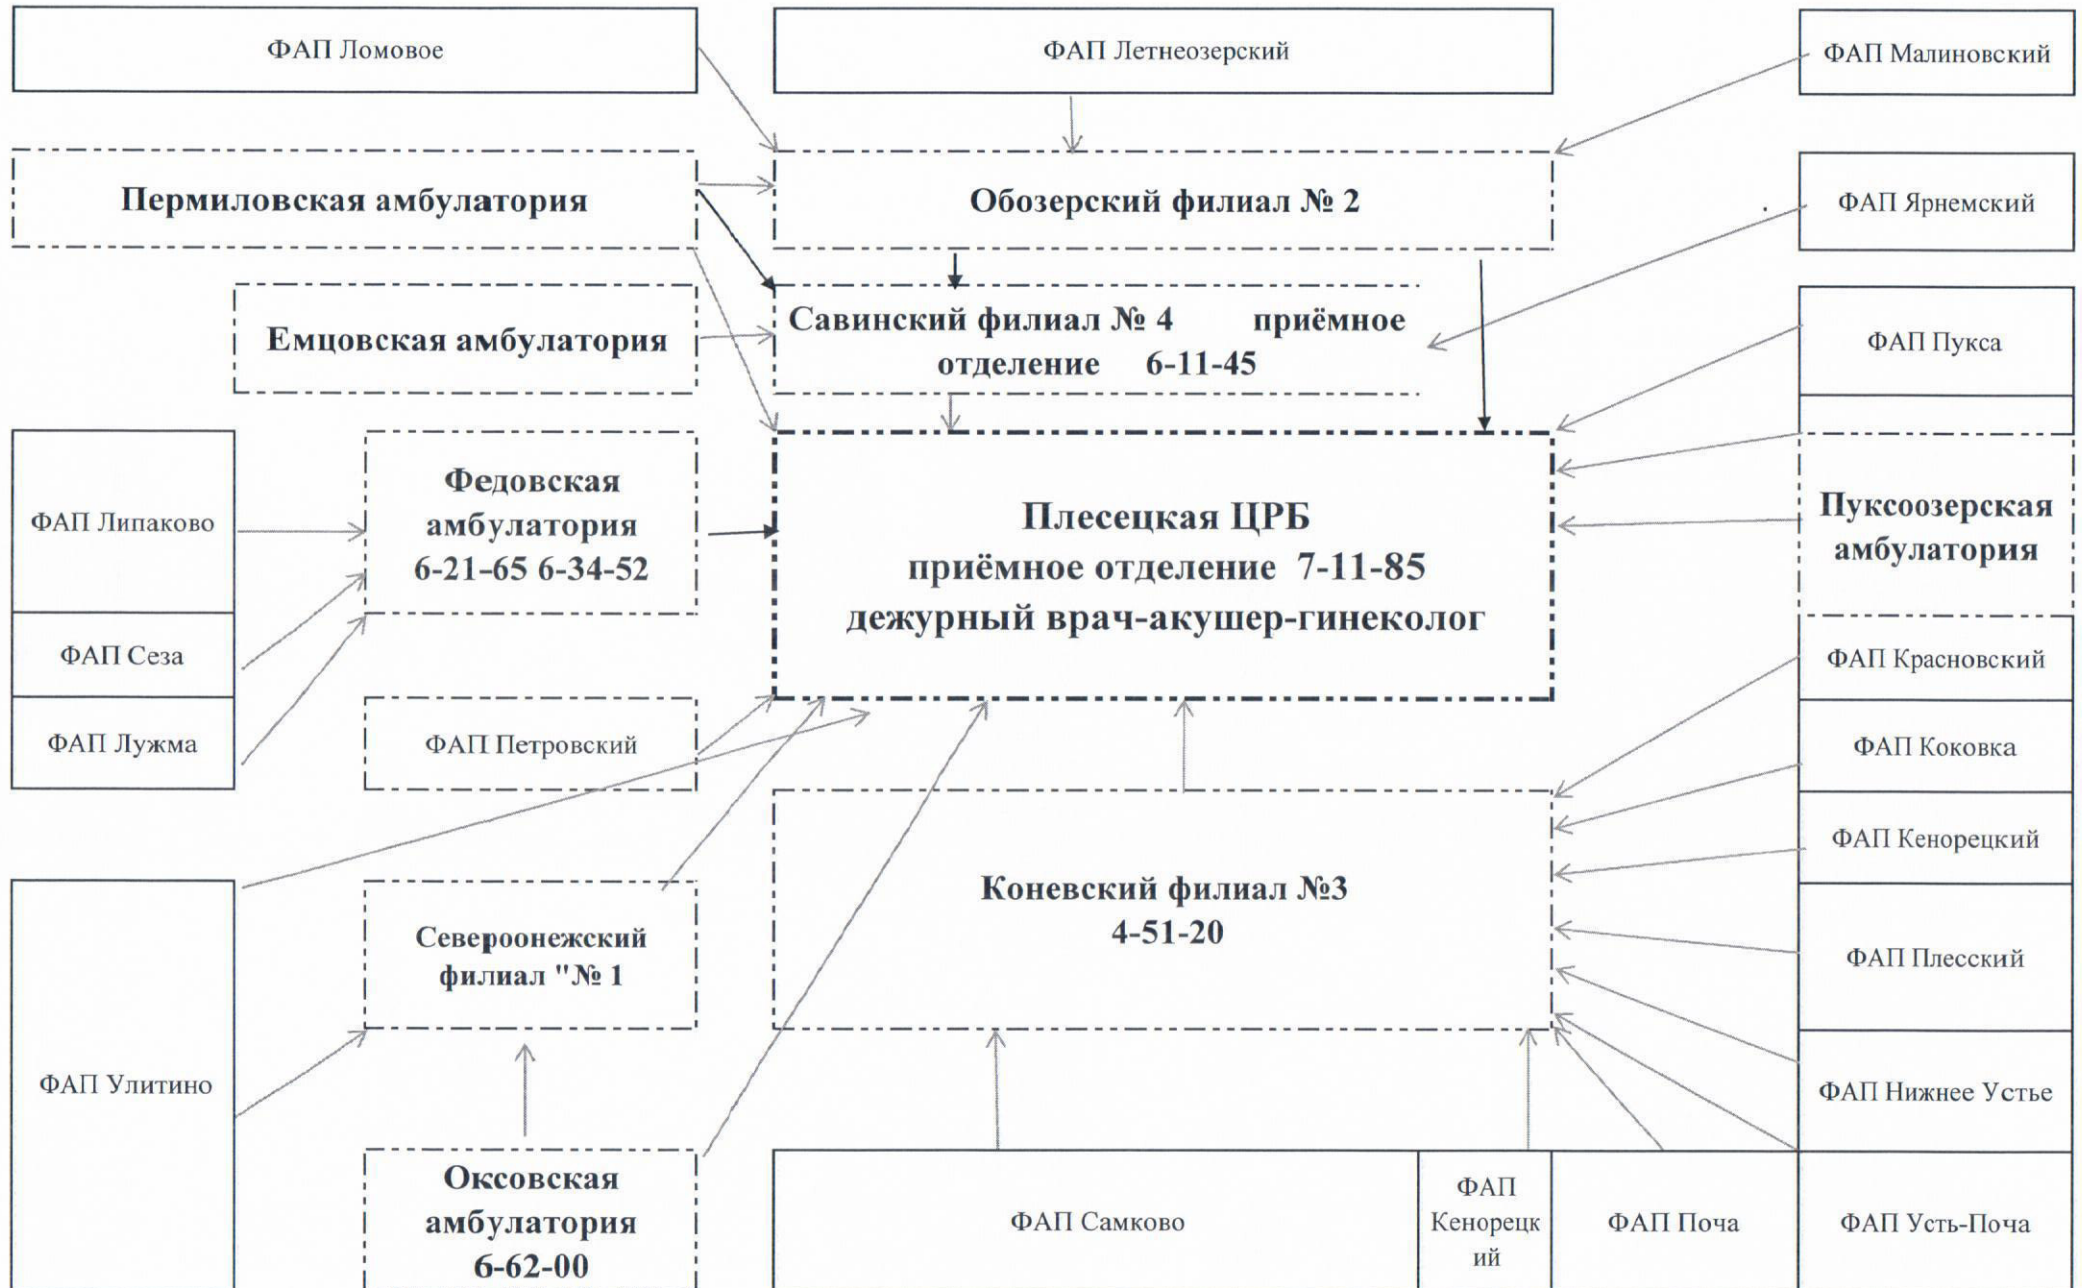 ФАП Ломовое
ФАП Летнеозерский
ФАП Малиновский
Пермиловская амбулатория
Обозерский филиал № 2
ФАП Ярнемский
Емцовская амбулатория
Савинский филиал № 4 приёмное
отделение 6-11-45
ФАП Пукса
ФАП Липаково
Федовская
амбулатория
6-21-65 6-34-52
Плесецкая ЦРБ
приёмное отделение 7-11-85
дежурный врач-акушер-гинеколог
Пуксоозерская
амбулатория
ФАП Сеза
ФАП Красновский
ФАП Лужма
ФАП Петровский
ФАП Коковка
ФАП Кенорецкий
Североонежский
филиал "№ 1
Коневский филиал №3
4-51-20
ФАП Плесский
ФАП Улитино
ФАП Нижнее Устье
Оксовская
амбулатория
6-62-00
ФАП Самково
ФАП
Кенорецк
ий
ФАП Поча
ФАП Усть-Поча